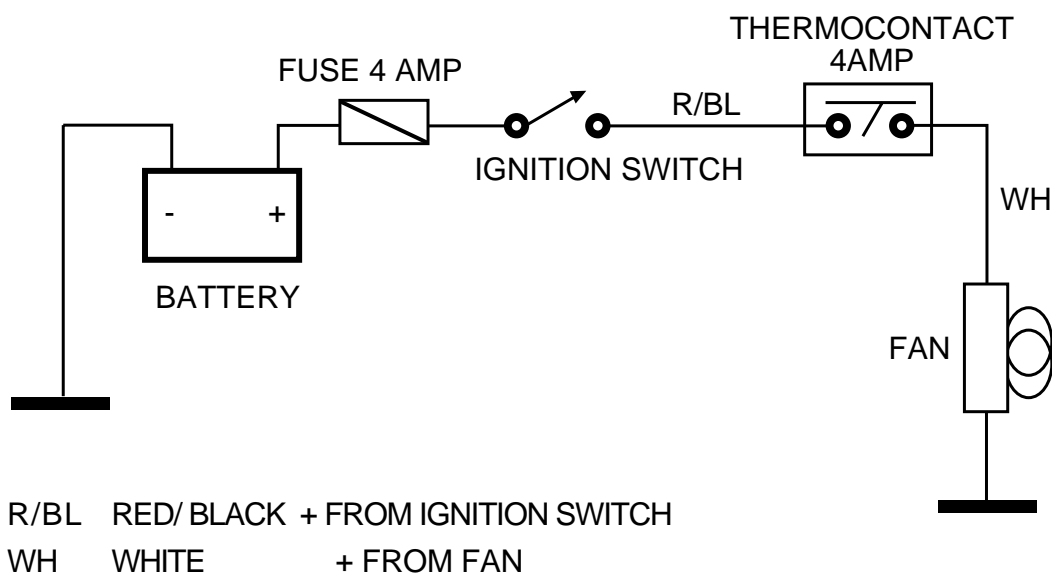 THERMOCONTACT
4AMP
FUSE 4 AMP
R/BL
IGNITION SWITCH
WH
- +
BATTERY
FAN
R/BL RED/ BLACK + FROM IGNITION SWITCH
WH WHITE + FROM FAN